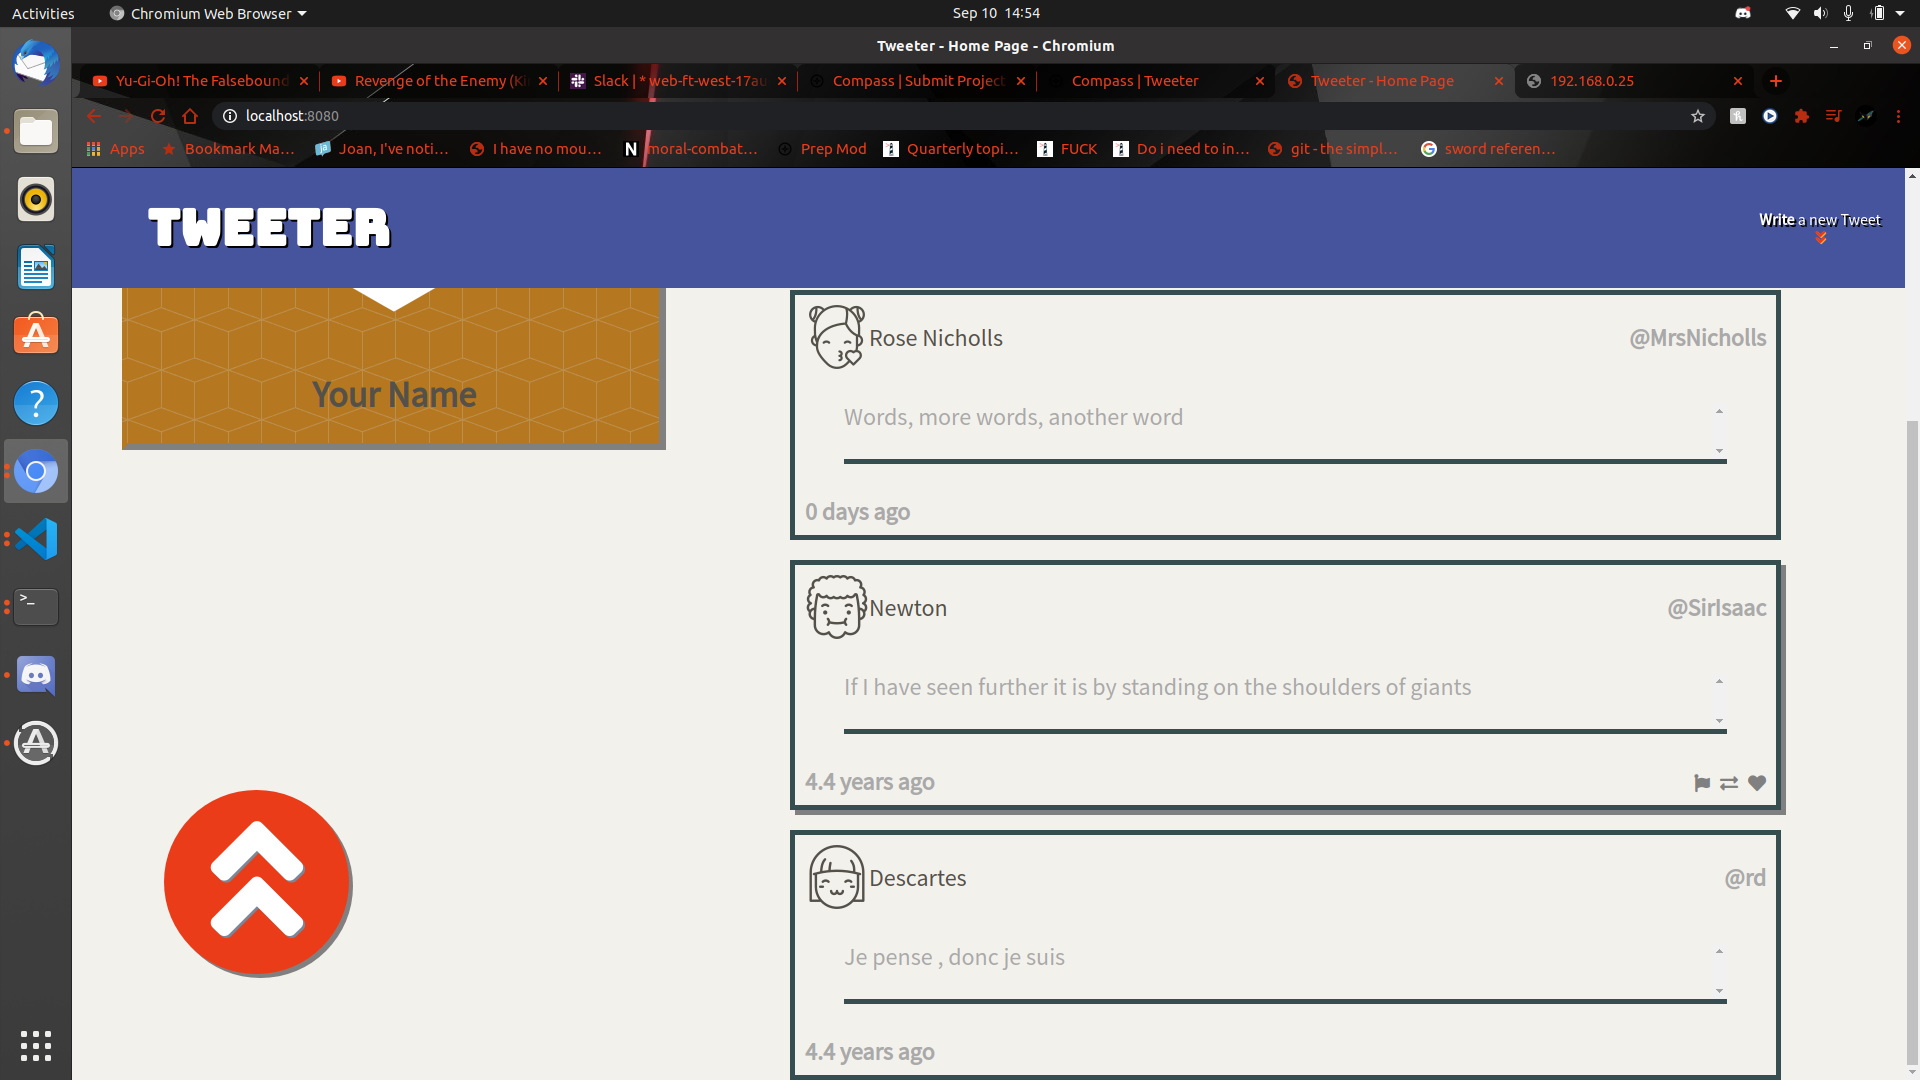 Activities
Chromium Web Browser
Sep 10 14:54
Tweeter - Home Page - Chromium
Yu-Gi-Oh! The Falsebound
Revenge of the Enemy (Ki
Slack | * web-ft-west-17au
Compass | Submit Project
Compass | Tweeter
Tweeter - Home Page
192.168.0.25
localhost:8080
Apps
Bookmark Ma...
Joan, I've noti...
I have no mou...
moral-combat...
Prep Mod
Quarterly topi...
FUCK
Do i need to in...
git - the simpl...
sword referen...
TWEETER
Write a new Tweet
Your Name
Rose Nicholls
@MrsNicholls
Words, more words, another word
0 days ago
Newton
@SirIsaac
If I have seen further it is by standing on the shoulders of giants
4.4 years ago
Descartes
@rd
Je pense , donc je suis
4.4 years ago